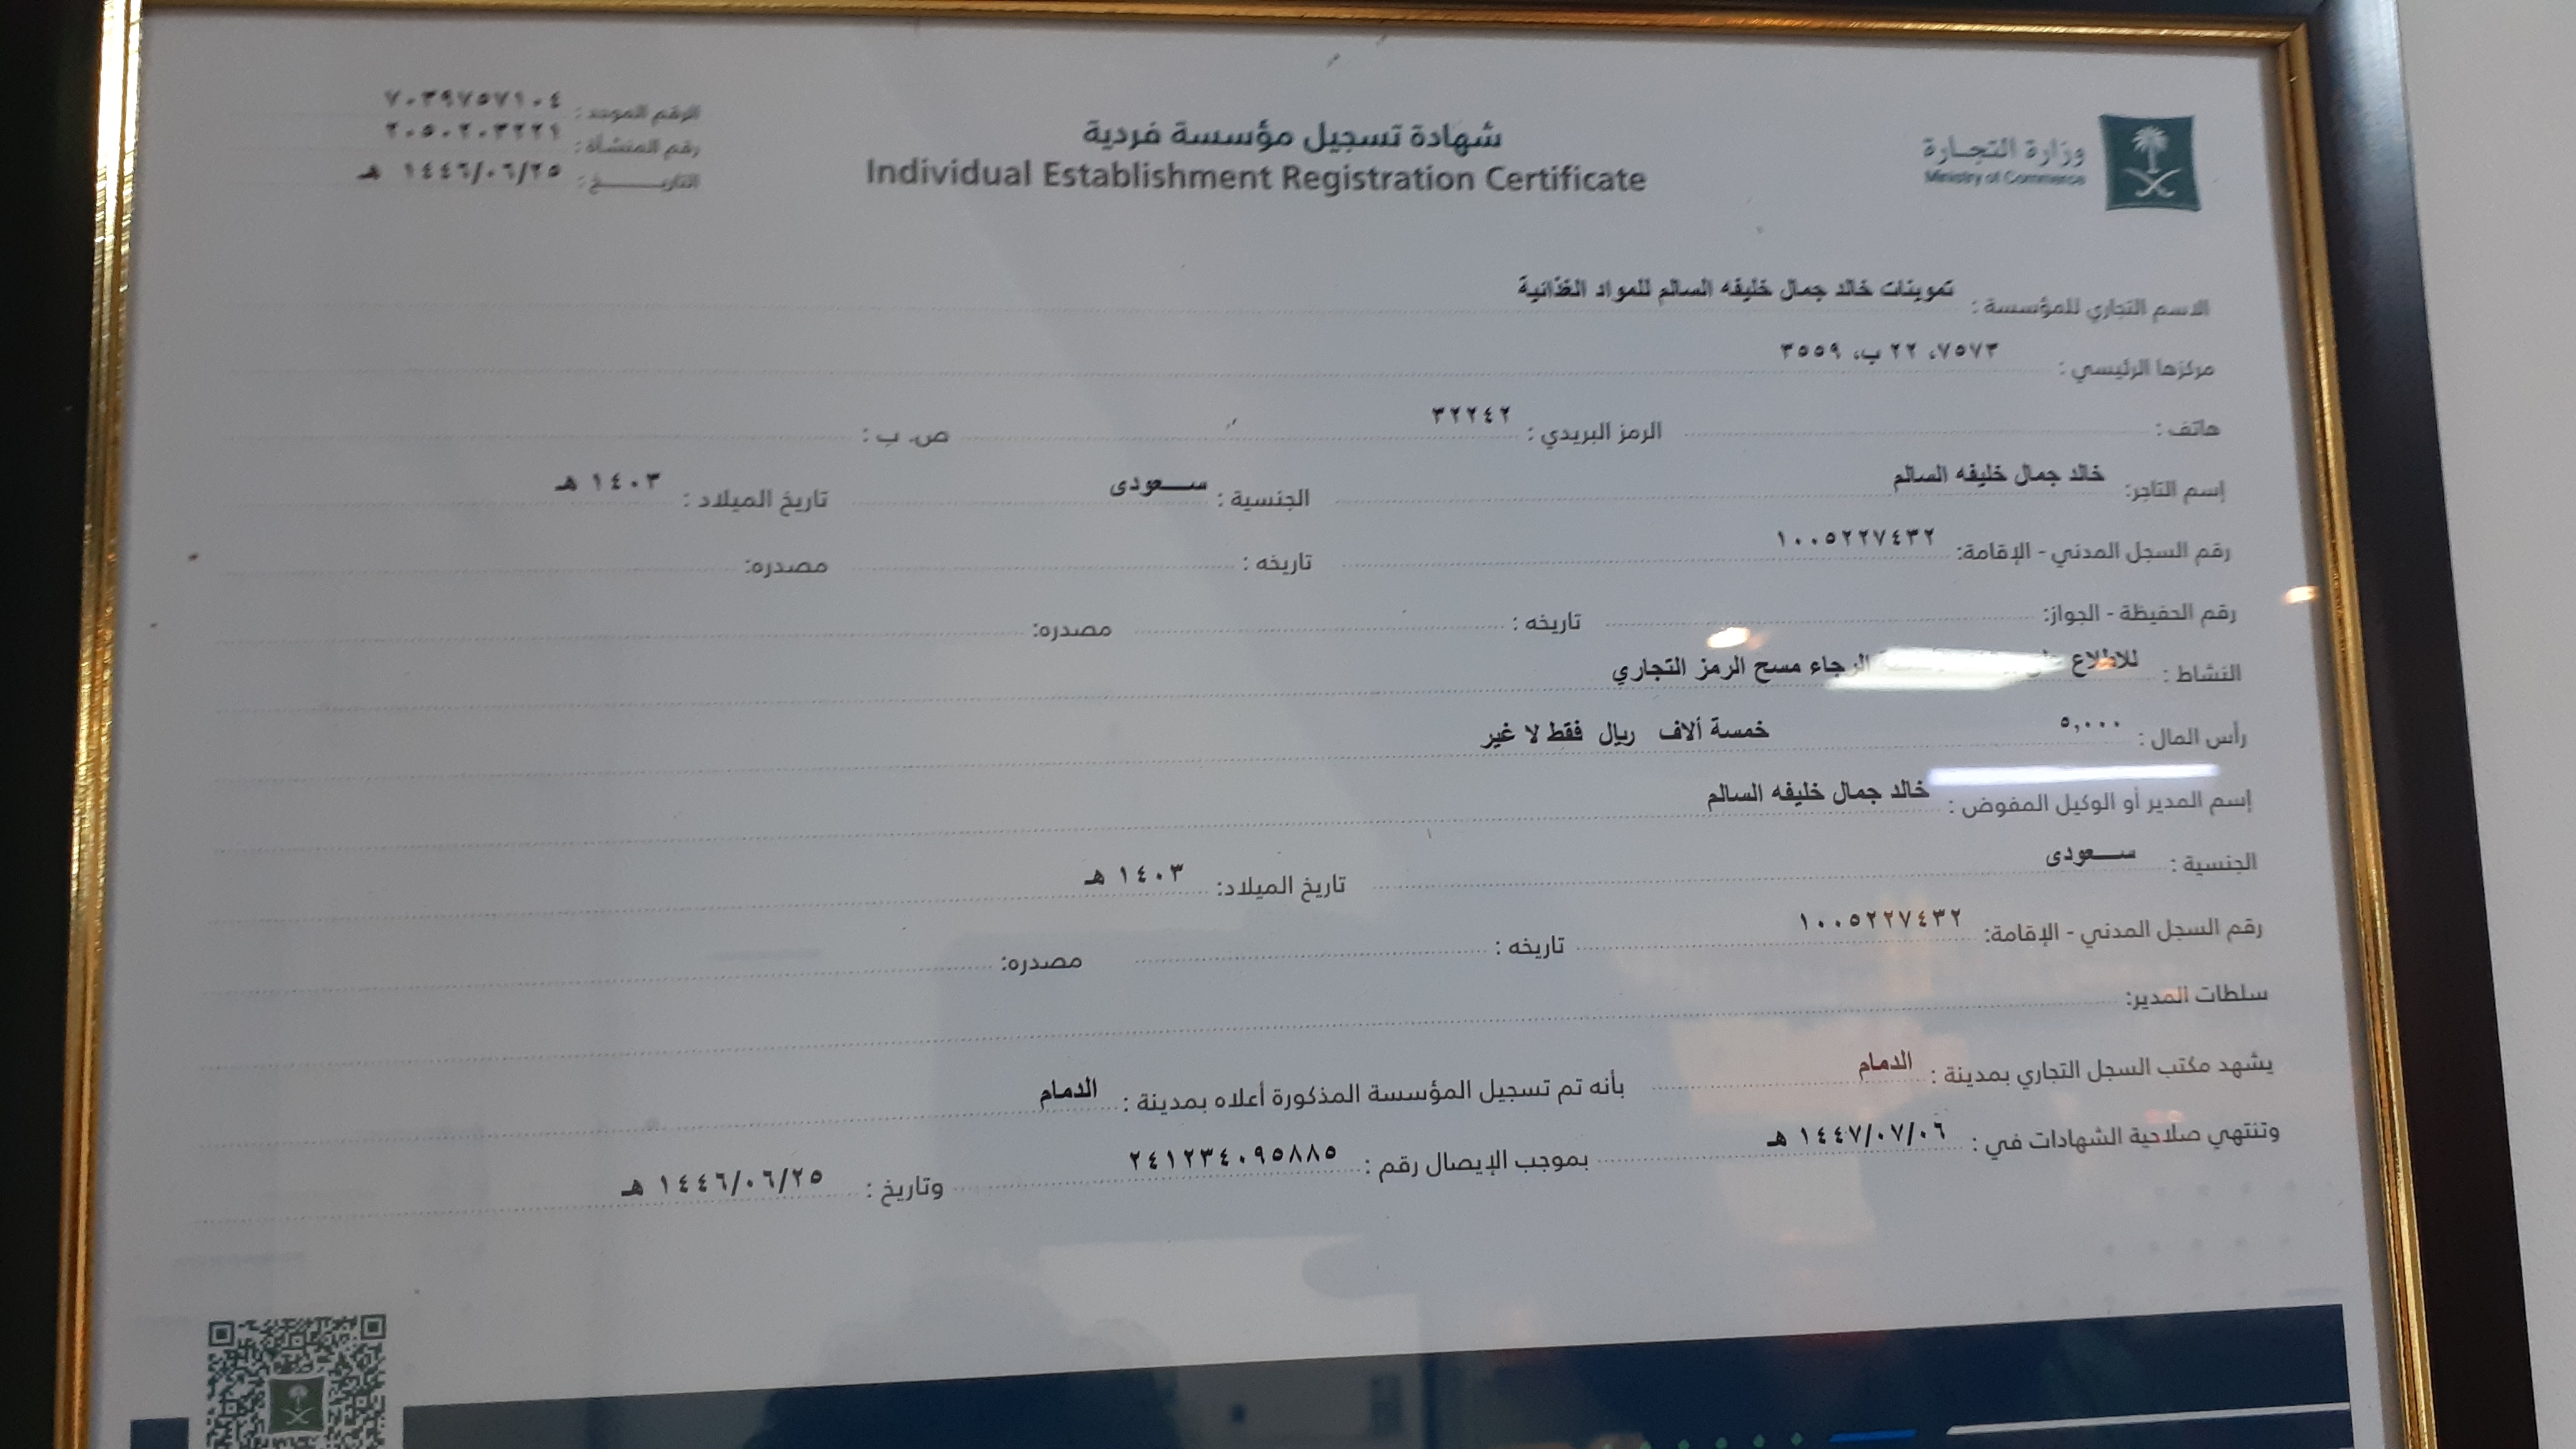 وزارة التجارة
Ministry of Commerce
شهادة تسجيل مؤسسة فردية
Individual Establishment Registration Certificate
الرقم الموحد : ٧٠٣٩٧٥٧١٠٤
رقم المنشأة : ٢٠٥٠٢٠٣٢٢١
التاريـــــخ : ١٤٤٦/٠٦/٢٥ هـ
الاسم التجاري للمؤسسة : تموينات خالد جمال خليفه السالم للمواد الغذائية
مركزها الرئيسي : ٧٥٧٣، ٢٢ ب، ٣٥٥٩
هاتف : الرمز البريدي : ٣٢٢٤٢ ص. ب :
إسم التاجر: خالد جمال خليفه السالم الجنسية : ســعودى تاريخ الميلاد : ١٤٠٣ هـ
رقم السجل المدني - الإقامة: ١٠٠٥٢٢٧٤٣٢ تاريخه : مصدره:
رقم الحفيظة - الجواز: تاريخه : مصدره:
النشاط : للاطلاع الرجاء مسح الرمز التجاري
رأس المال : ٥,٠٠٠ خمسة ألاف ريال فقط لا غير
إسم المدير أو الوكيل المفوض : خالد جمال خليفه السالم
الجنسية : ســعودى تاريخ الميلاد: ١٤٠٣ هـ
رقم السجل المدني - الإقامة: ١٠٠٥٢٢٧٤٣٢ تاريخه : مصدره:
سلطات المدير:
يشهد مكتب السجل التجاري بمدينة : الدمام بأنه تم تسجيل المؤسسة المذكورة أعلاه بمدينة : الدمام
وتنتهي صلاحية الشهادات في : ١٤٤٧/٠٧/٠٦ هـ بموجب الإيصال رقم : ٢٤١٢٣٤٠٩٥٨٨٥ وتاريخ : ١٤٤٦/٠٦/٢٥ هـ